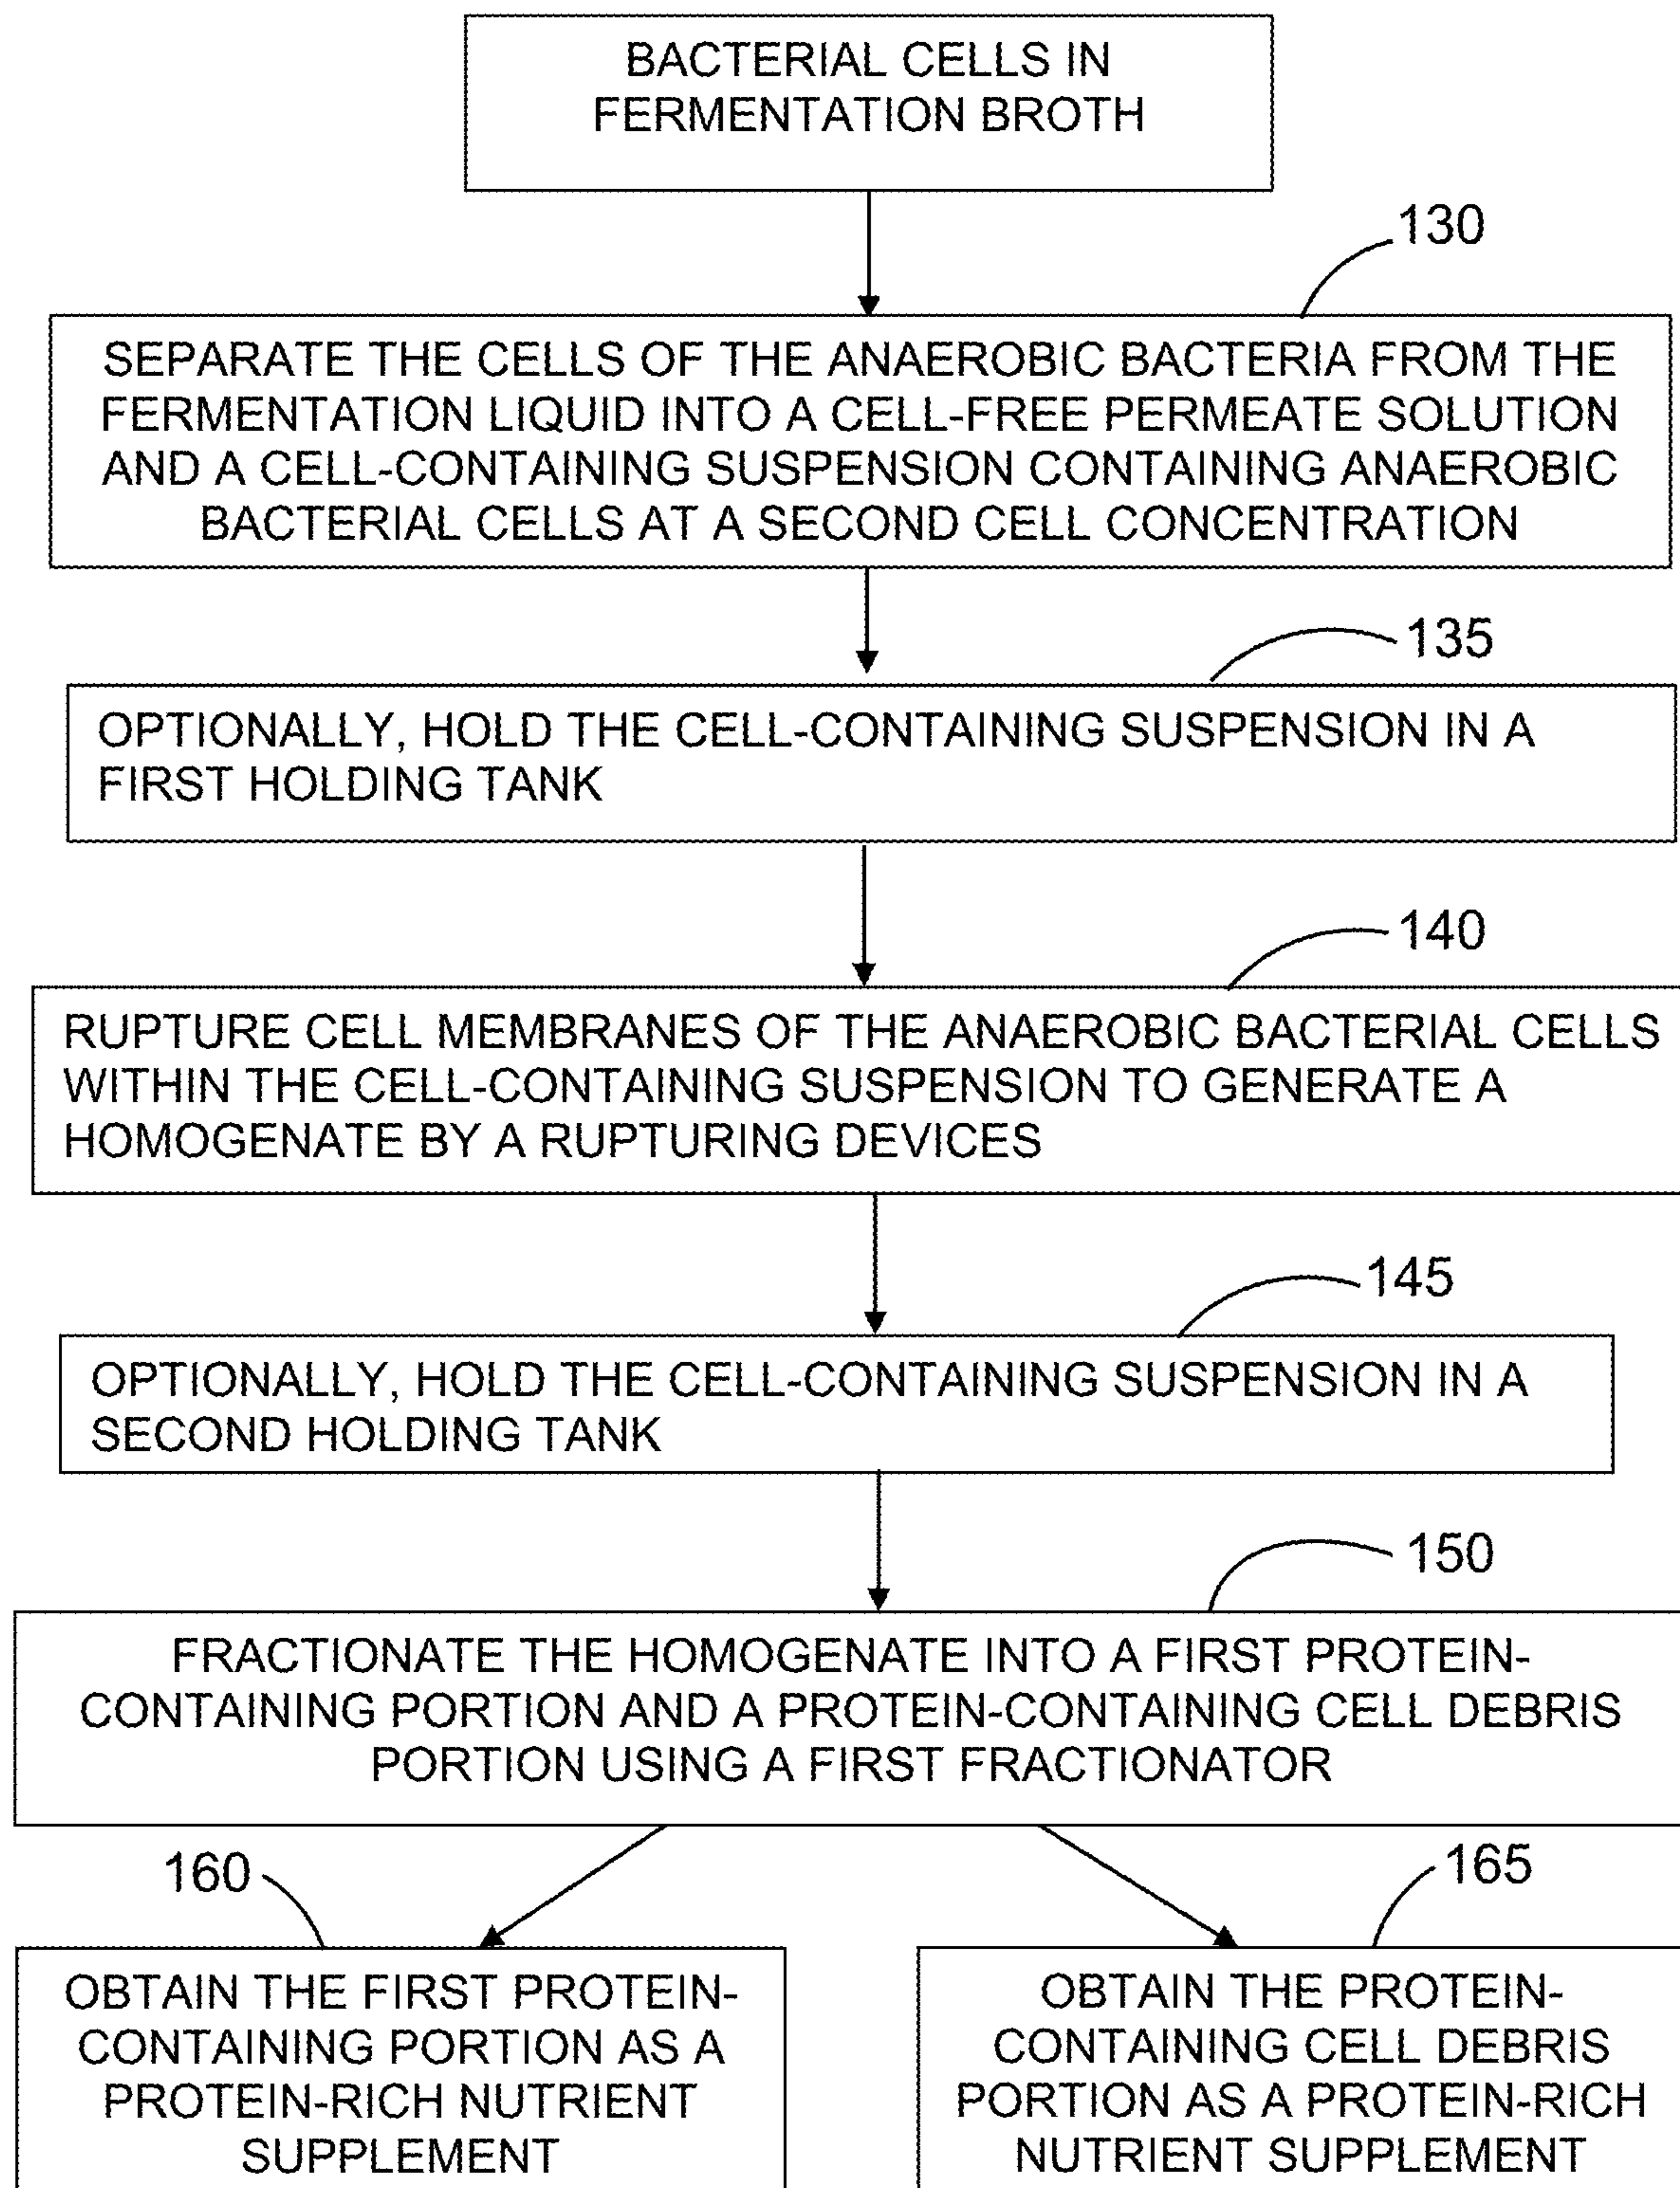 BACTERIAL CELLS IN
FERMENTATION BROTH
130
SEPARATE THE CELLS OF THE ANAEROBIC BACTERIA FROM THE
FERMENTATION LIQUID INTO A CELL-FREE PERMEATE SOLUTION
AND A CELL-CONTAINING SUSPENSION CONTAINING ANAEROBIC
BACTERIAL CELLS AT A SECOND CELL CONCENTRATION
135
OPTIONALLY, HOLD THE CELL-CONTAINING SUSPENSION IN A
FIRST HOLDING TANK
140
RUPTURE CELL MEMBRANES OF THE ANAEROBIC BACTERIAL CELLS
WITHIN THE CELL-CONTAINING SUSPENSION TO GENERATE A
HOMOGENATE BY A RUPTURING DEVICES
145
OPTIONALLY, HOLD THE CELL-CONTAINING SUSPENSION IN A
SECOND HOLDING TANK
150
FRACTIONATE THE HOMOGENATE INTO A FIRST PROTEIN-
CONTAINING PORTION AND A PROTEIN-CONTAINING CELL DEBRIS
PORTION USING A FIRST FRACTIONATOR
160
OBTAIN THE FIRST PROTEIN-
CONTAINING PORTION AS A
PROTEIN-RICH NUTRIENT
SUPPLEMENT
165
OBTAIN THE PROTEIN-
CONTAINING CELL DEBRIS
PORTION AS A PROTEIN-RICH
NUTRIENT SUPPLEMENT